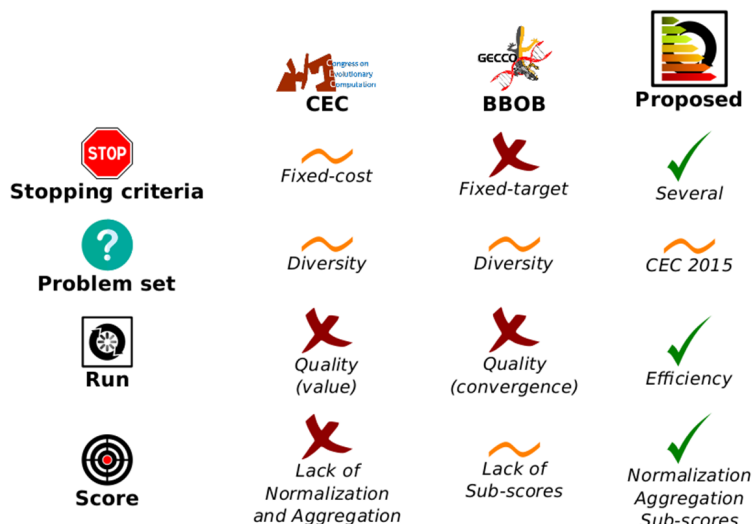 Congress on
Evolutionary
Computation
GECCO
CEC
BBOB
Proposed
STOP
Stopping criteria
Fixed-cost
Fixed-target
Several
?
Problem set
Diversity
Diversity
CEC 2015
Run
Quality
(value)
Quality
(convergence)
Efficiency
Score
Lack of
Normalization
and Aggregation
Lack of
Sub-scores
Normalization
Aggregation
Sub-scores